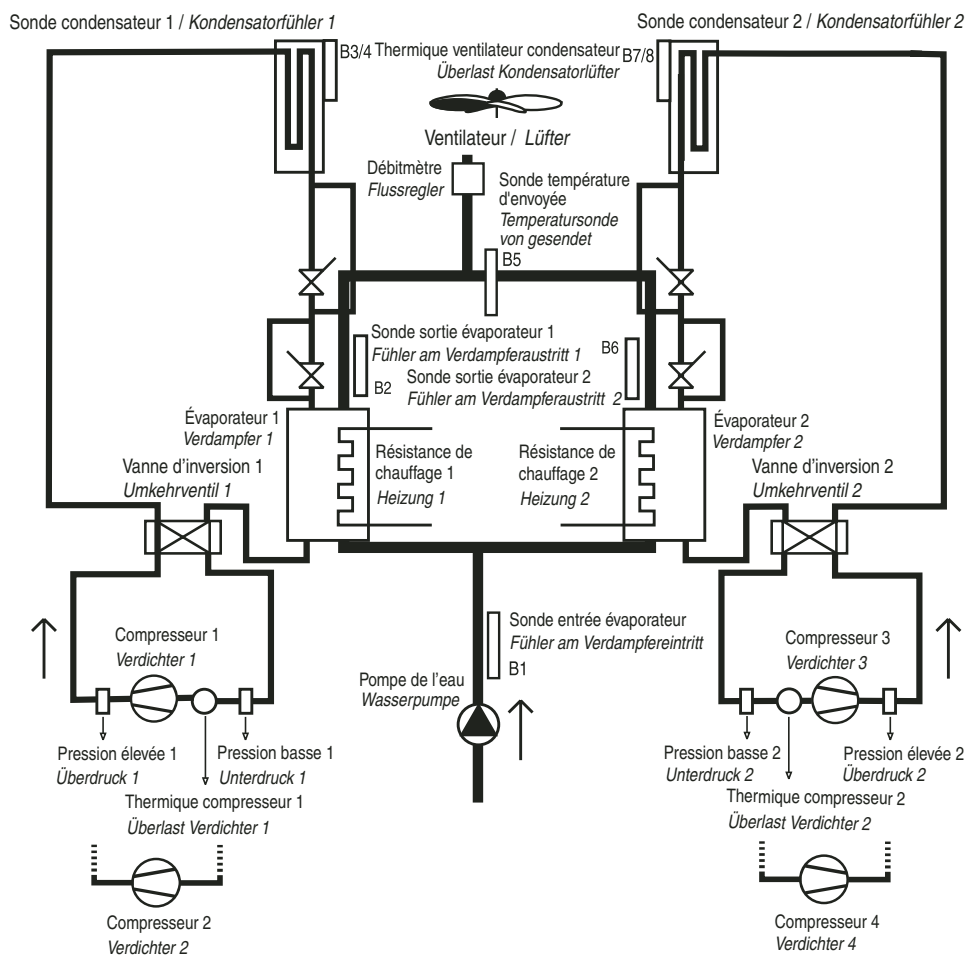 Sonde condensateur 1 / Kondensatorfühler 1
Sonde condensateur 2 / Kondensatorfühler 2
B3/4
Thermique ventilateur condensateur
Überlast Kondensatorlüfter
B7/8
Ventilateur / Lüfter
Débitmètre
Flussregler
Sonde température
d'envoyée
Temperatursonde
von gesendet
B5
Sonde sortie évaporateur 1
Fühler am Verdampferaustritt 1
B2
B6
Sonde sortie évaporateur 2
Fühler am Verdampferaustritt 2
Évaporateur 1
Verdampfer 1
Évaporateur 2
Verdampfer 2
Résistance de
chauffage 1
Heizung 1
Résistance de
chauffage 2
Heizung 2
Vanne d'inversion 1
Umkehrventil 1
Vanne d'inversion 2
Umkehrventil 2
Sonde entrée évaporateur
Fühler am Verdampfereintritt
B1
Compresseur 1
Verdichter 1
Compresseur 3
Verdichter 3
Pompe de l'eau
Wasserpumpe
Pression élevée 1
Überdruck 1
Pression basse 1
Unterdruck 1
Pression basse 2
Unterdruck 2
Pression élevée 2
Überdruck 2
Thermique compresseur 1
Überlast Verdichter 1
Thermique compresseur 2
Überlast Verdichter 2
Compresseur 2
Verdichter 2
Compresseur 4
Verdichter 4